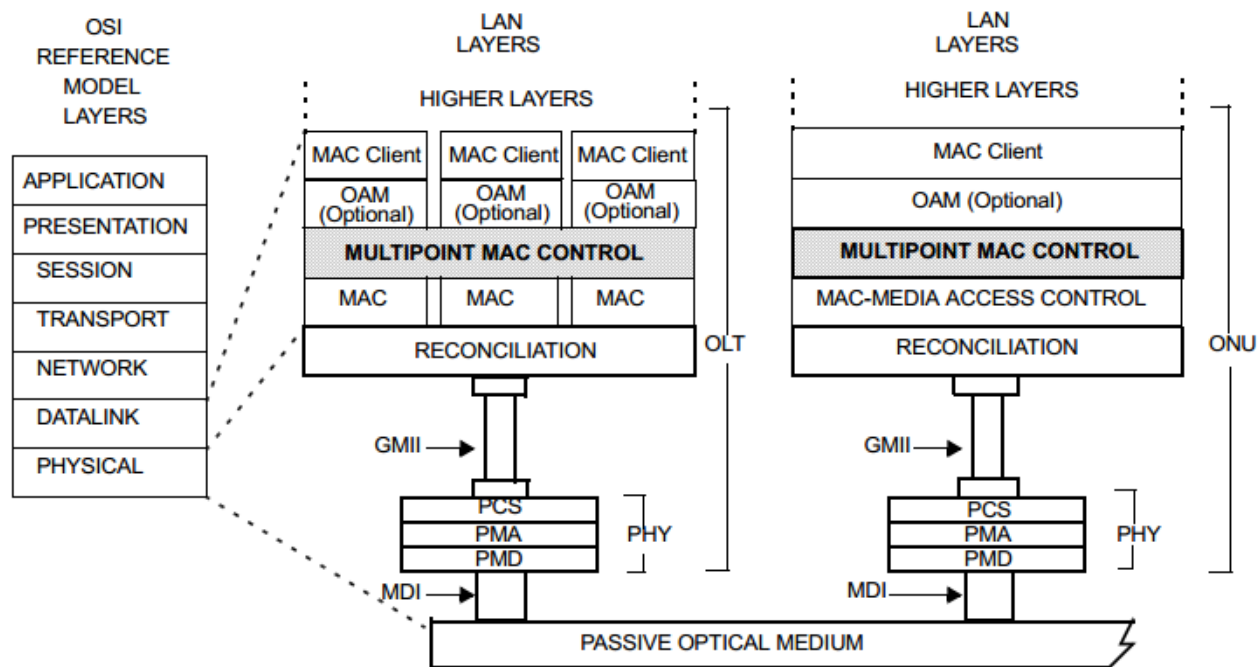 OSI
REFERENCE
MODEL
LAYERS
APPLICATION
PRESENTATION
SESSION
TRANSPORT
NETWORK
DATALINK
PHYSICAL
LAN
LAYERS
HIGHER LAYERS
MAC Client
MAC Client
MAC Client
OAM
(Optional)
OAM
(Optional)
OAM
(Optional)
MULTIPOINT MAC CONTROL
MAC
MAC
MAC
RECONCILIATION
OLT
GMII
PCS
PMA
PMD
PHY
MDI
LAN
LAYERS
HIGHER LAYERS
MAC Client
OAM (Optional)
MULTIPOINT MAC CONTROL
MAC-MEDIA ACCESS CONTROL
RECONCILIATION
ONU
GMII
PCS
PMA
PMD
PHY
MDI
PASSIVE OPTICAL MEDIUM